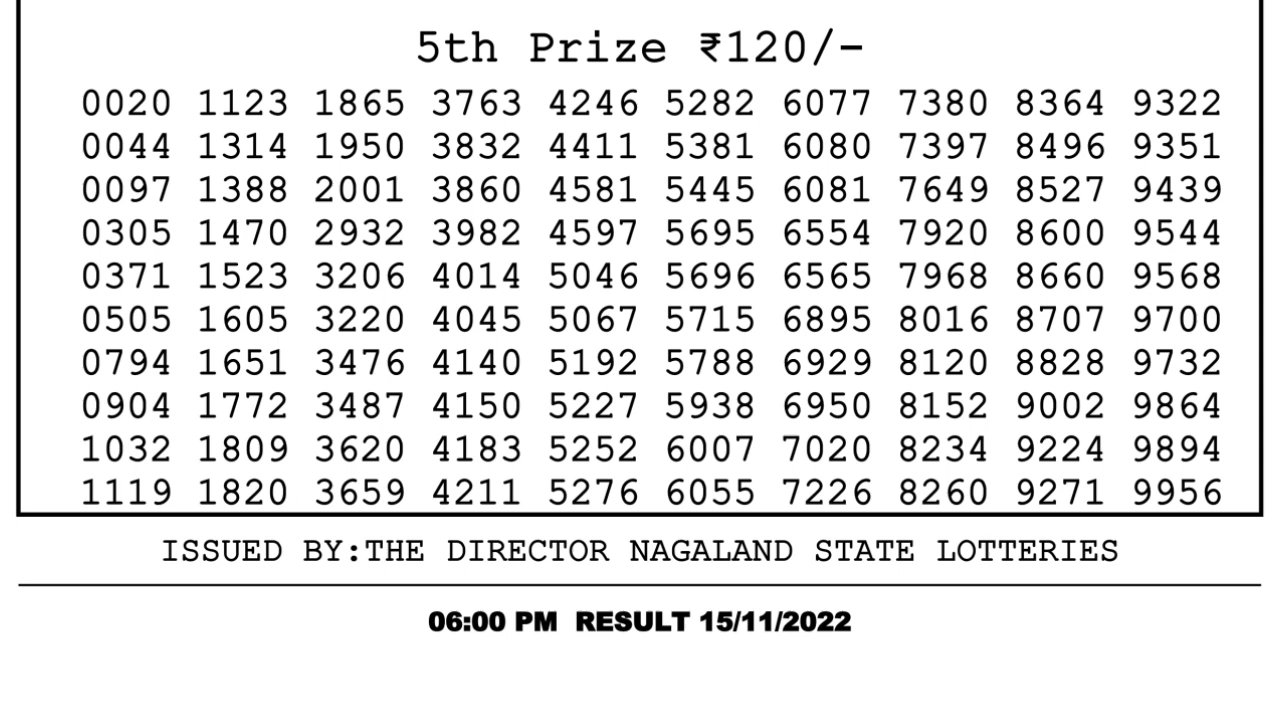 5th Prize ₹120/-
0020 1123 1865 3763 4246 5282 6077 7380 8364 9322
0044 1314 1950 3832 4411 5381 6080 7397 8496 9351
0097 1388 2001 3860 4581 5445 6081 7649 8527 9439
0305 1470 2932 3982 4597 5695 6554 7920 8600 9544
0371 1523 3206 4014 5046 5696 6565 7968 8660 9568
0505 1605 3220 4045 5067 5715 6895 8016 8707 9700
0794 1651 3476 4140 5192 5788 6929 8120 8828 9732
0904 1772 3487 4150 5227 5938 6950 8152 9002 9864
1032 1809 3620 4183 5252 6007 7020 8234 9224 9894
1119 1820 3659 4211 5276 6055 7226 8260 9271 9956
ISSUED BY:THE DIRECTOR NAGALAND STATE LOTTERIES
06:00 PM RESULT 15/11/2022